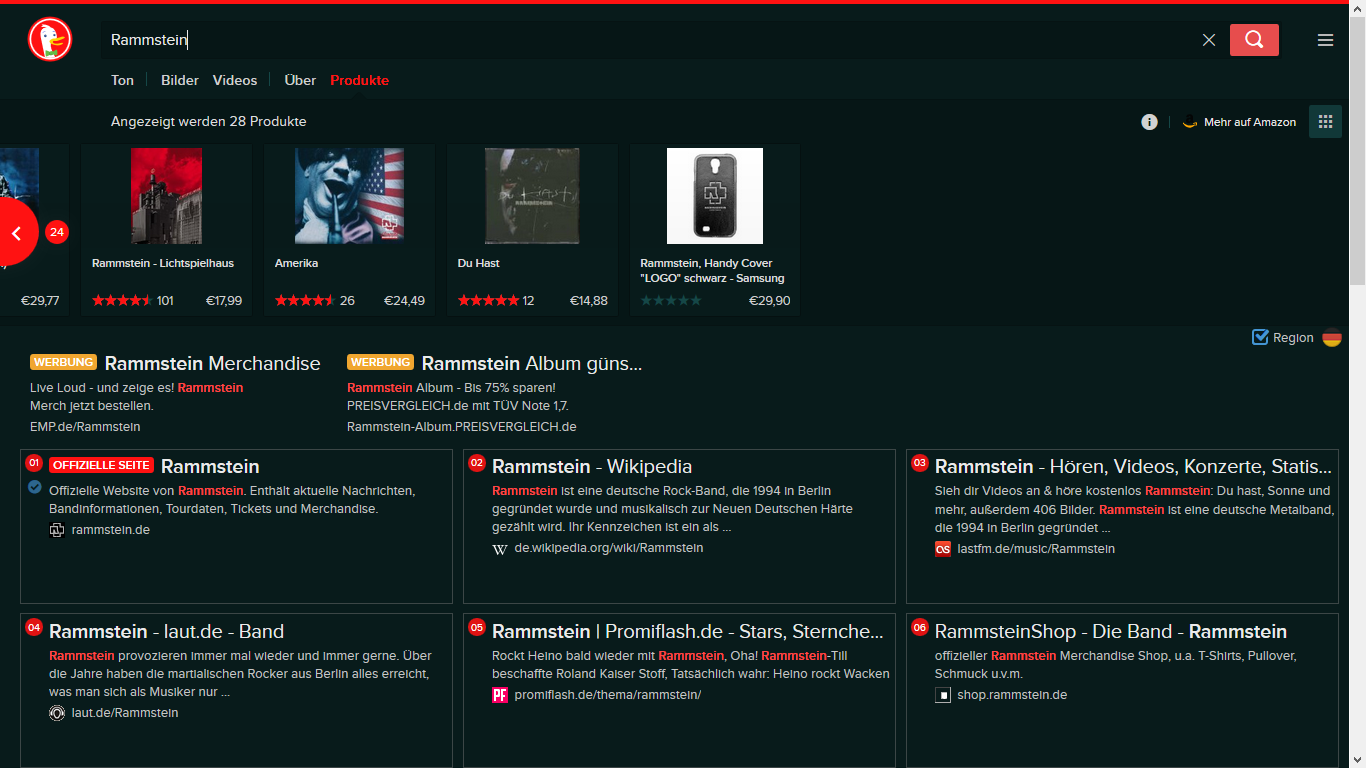 Rammstein
Ton Bilder Videos Über Produkte
Angezeigt werden 28 Produkte
Mehr auf Amazon
24
€29,77
Rammstein - Lichtspielhaus
101 €17,99
Amerika
26 €24,49
Du Hast
12 €14,88
Rammstein, Handy Cover
"LOGO" schwarz - Samsung
€29,90
Region
WERBUNG Rammstein Merchandise
Live Loud - und zeige es! Rammstein
Merch jetzt bestellen.
EMP.de/Rammstein
WERBUNG Rammstein Album güns...
Rammstein Album - Bis 75% sparen!
PREISVERGLEICH.de mit TÜV Note 1,7.
Rammstein-Album.PREISVERGLEICH.de
01 OFFIZIELLE SEITE Rammstein
Offizielle Website von Rammstein. Enthält aktuelle Nachrichten,
Bandinformationen, Tourdaten, Tickets und Merchandise.
rammstein.de
02 Rammstein - Wikipedia
Rammstein ist eine deutsche Rock-Band, die 1994 in Berlin
gegründet wurde und musikalisch zur Neuen Deutschen Härte
gezählt wird. Ihr Kennzeichen ist ein als ...
W de.wikipedia.org/wiki/Rammstein
03 Rammstein - Hören, Videos, Konzerte, Statis...
Sieh dir Videos an & höre kostenlos Rammstein: Du hast, Sonne und
mehr, außerdem 406 Bilder. Rammstein ist eine deutsche Metalband,
die 1994 in Berlin gegründet ...
lastfm.de/music/Rammstein
04 Rammstein - laut.de - Band
Rammstein provozieren immer mal wieder und immer gerne. Über
die Jahre haben die martialischen Rocker aus Berlin alles erreicht,
was man sich als Musiker nur ...
laut.de/Rammstein
05 Rammstein | Promiflash.de - Stars, Sternche...
Rockt Heino bald wieder mit Rammstein, Oha! Rammstein-Till
beschaffte Roland Kaiser Stoff, Tatsächlich wahr: Heino rockt Wacken
PF promiflash.de/thema/rammstein/
06 RammsteinShop - Die Band - Rammstein
offizieller Rammstein Merchandise Shop, u.a. T-Shirts, Pullover,
Schmuck u.v.m.
shop.rammstein.de